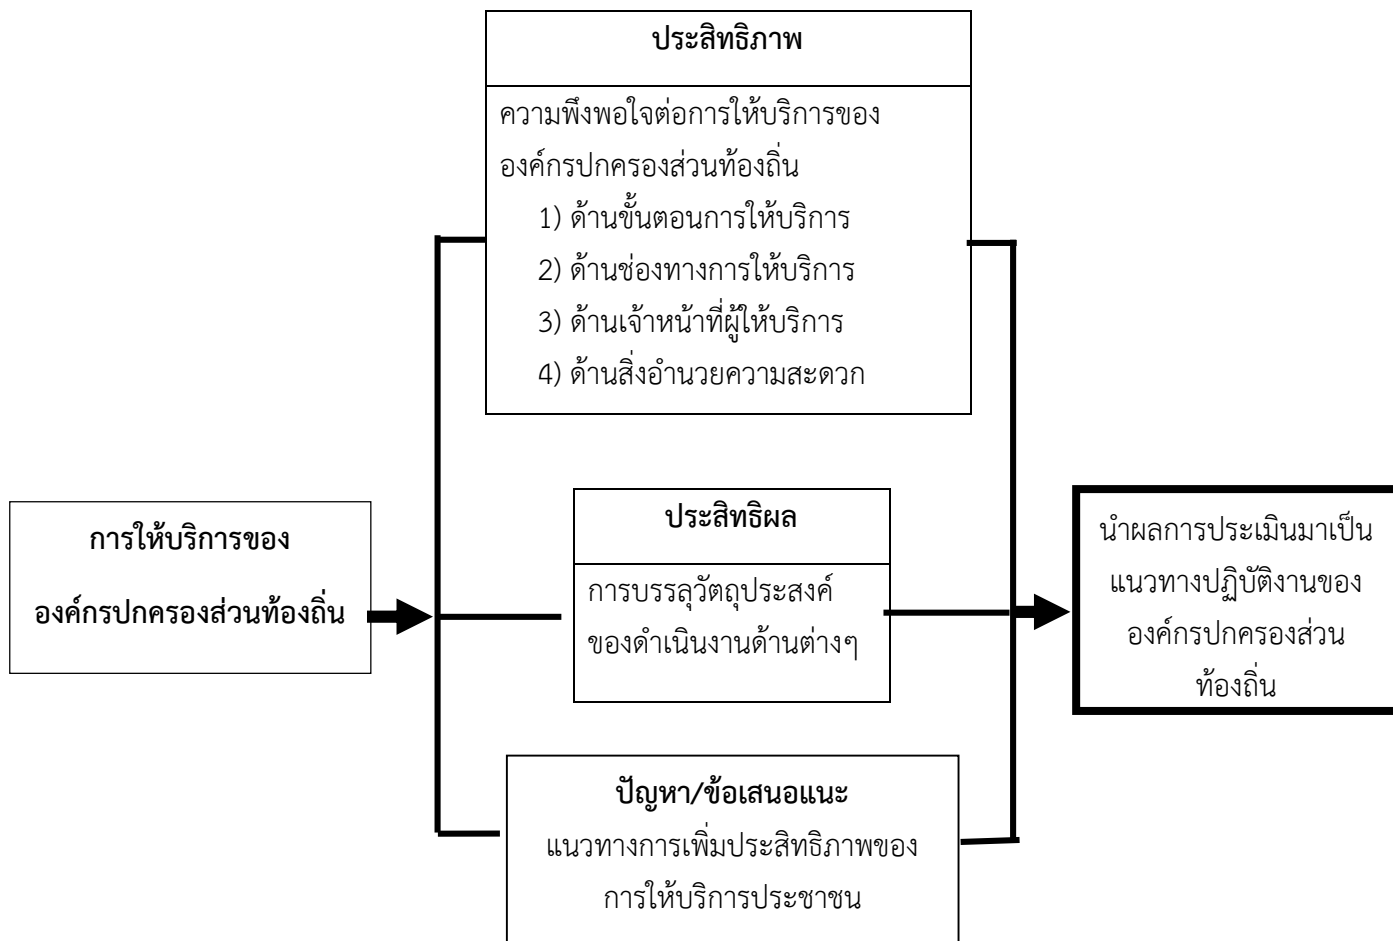 ประสิทธิภาพ
ความพึงพอใจต่อการให้บริการของ
องค์กรปกครองส่วนท้องถิ่น
1) ด้านขั้นตอนการให้บริการ
2) ด้านช่องทางการให้บริการ
3) ด้านเจ้าหน้าที่ผู้ให้บริการ
4) ด้านสิ่งอำนวยความสะดวก
การให้บริการของ
องค์กรปกครองส่วนท้องถิ่น
ประสิทธิผล
การบรรลุวัตถุประสงค์
ของดำเนินงานด้านต่างๆ
ปัญหา/ข้อเสนอแนะ
แนวทางการเพิ่มประสิทธิภาพของ
การให้บริการประชาชน
นำผลการประเมินมาเป็น
แนวทางปฏิบัติงานของ
องค์กรปกครองส่วน
ท้องถิ่น